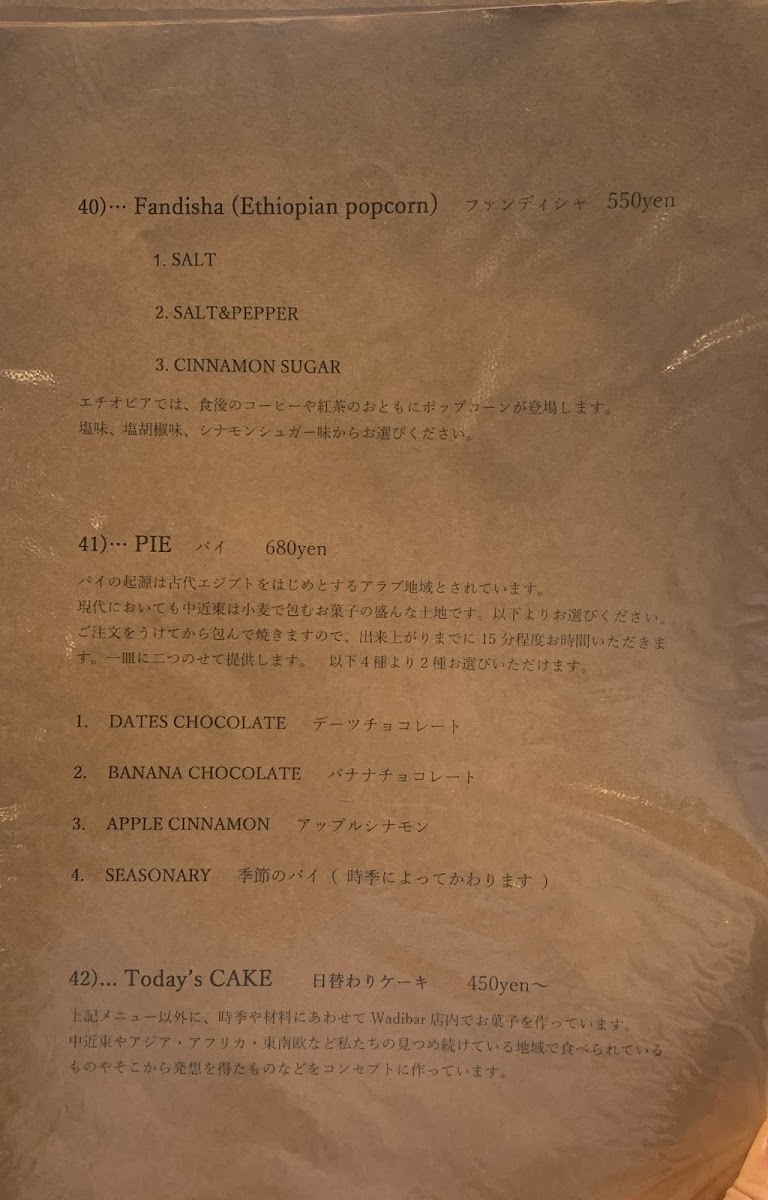 40)… Fandisha (Ethiopian popcorn) ファンディシャ 550yen
1. SALT
2. SALT&PEPPER
3. CINNAMON SUGAR
エチオピアでは、食後のコーヒーや紅茶のおともにポップコーンが登場します。
塩味、塩胡椒味、シナモンシュガー味からお選びください。
41)… PIE パイ 680yen
パイの起源は古代エジプトをはじめとするアラブ地域とされています。
現代においても中近東は小麦で包むお菓子の盛んな土地です。以下よりお選びください。
ご注文をうけてから包んで焼きますので、出来上がりまでに 15 分程度お時間いただきま
す。一皿に二つのせて提供します。 以下４種より２種お選びいただけます。
1. DATES CHOCOLATE デーツチョコレート
2. BANANA CHOCOLATE バナナチョコレート
3. APPLE CINNAMON アップルシナモン
4. SEASONARY 季節のパイ ( 時季によってかわります )
42)... Today's CAKE 日替わりケーキ 450yen〜
上記メニュー以外に、時季や材料にあわせて Wadibar 店内でお菓子を作っています。
中近東やアジア・アフリカ・東南欧など私たちの見つめ続けている地域で食べられている
ものやそこから発想を得たものなどをコンセプトに作っています。